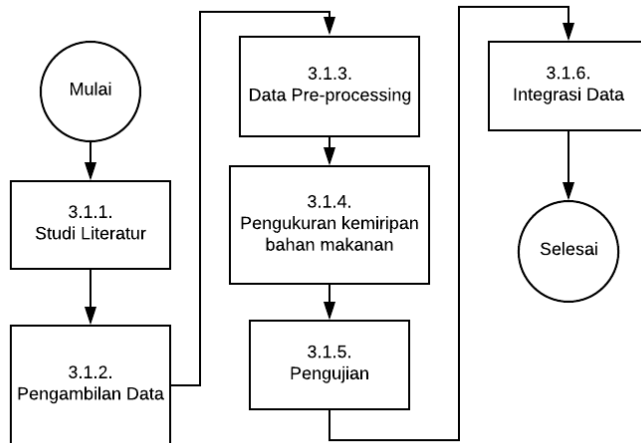 Mulai
3.1.1.
Studi Literatur
3.1.2.
Pengambilan Data
3.1.3.
Data Pre-processing
3.1.4.
Pengukuran kemiripan
bahan makanan
3.1.5.
Pengujian
3.1.6.
Integrasi Data
Selesai